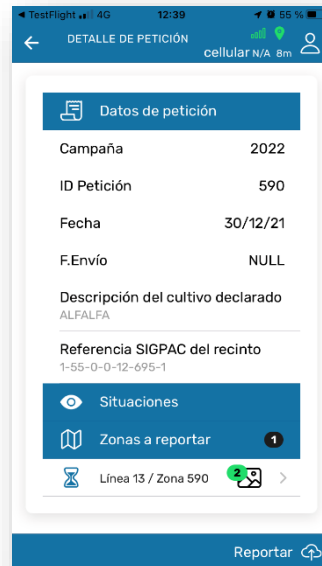 TestFlight 4G 12:39 55 %
DETALLE DE PETICIÓN
cellular N/A 8m
Datos de petición
Campaña 2022
ID Petición 590
Fecha 30/12/21
F.Envío NULL
Descripción del cultivo declarado
ALFALFA
Referencia SIGPAC del recinto
1-55-0-0-12-695-1
Situaciones
Zonas a reportar 1
Línea 13 / Zona 590 2
Reportar